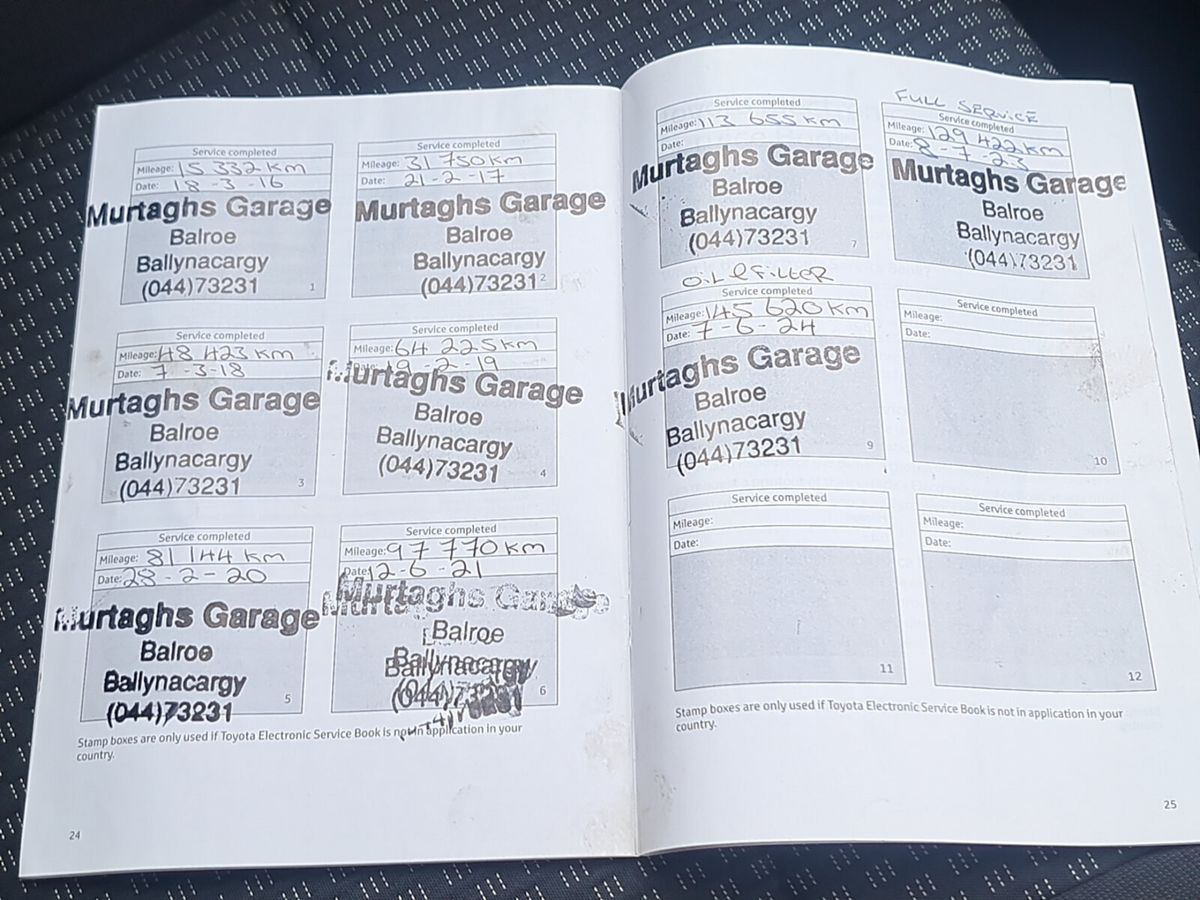 Service completed
Mileage: 15 332 KM
Date: 18-3-16
Murtaghs Garage
Balroe
Ballynacargy
(044)73231
1
Service completed
Mileage: 31 750 KM
Date: 21-2-17
Murtaghs Garage
Balroe
Ballynacargy
(044)73231
2
Service completed
Mileage: 48 423 KM
Date: 7-3-18
Murtaghs Garage
Balroe
Ballynacargy
(044)73231
3
Service completed
Mileage: 64 225 KM
Date: 19-2-19
Murtaghs Garage
Balroe
Ballynacargy
(044)73231
4
Service completed
Mileage: 81 144 KM
Date: 28-2-20
Murtaghs Garage
Balroe
Ballynacargy
(044)73231
5
Service completed
Mileage: 97 770 KM
Date: 12-6-21
Murtaghs Garage
Balroe
Ballynacargy
(044)73231
6
Stamp boxes are only used if Toyota Electronic Service Book is not in application in your
country.
24
Service completed
Mileage: 113 655 KM
Date:
Murtaghs Garage
Balroe
Ballynacargy
(044)73231
7
FULL SERVICE
Service completed
Mileage: 129 422 KM
Date: 8-7-23
Murtaghs Garage
Balroe
Ballynacargy
(044)73231
OIL & FILTER
Service completed
Mileage: 145 620 KM
Date: 7-6-24
Murtaghs Garage
Balroe
Ballynacargy
(044)73231
9
Service completed
Mileage:
Date:
10
Service completed
Mileage:
Date:
11
Service completed
Mileage:
Date:
12
Stamp boxes are only used if Toyota Electronic Service Book is not in application in your
country.
25